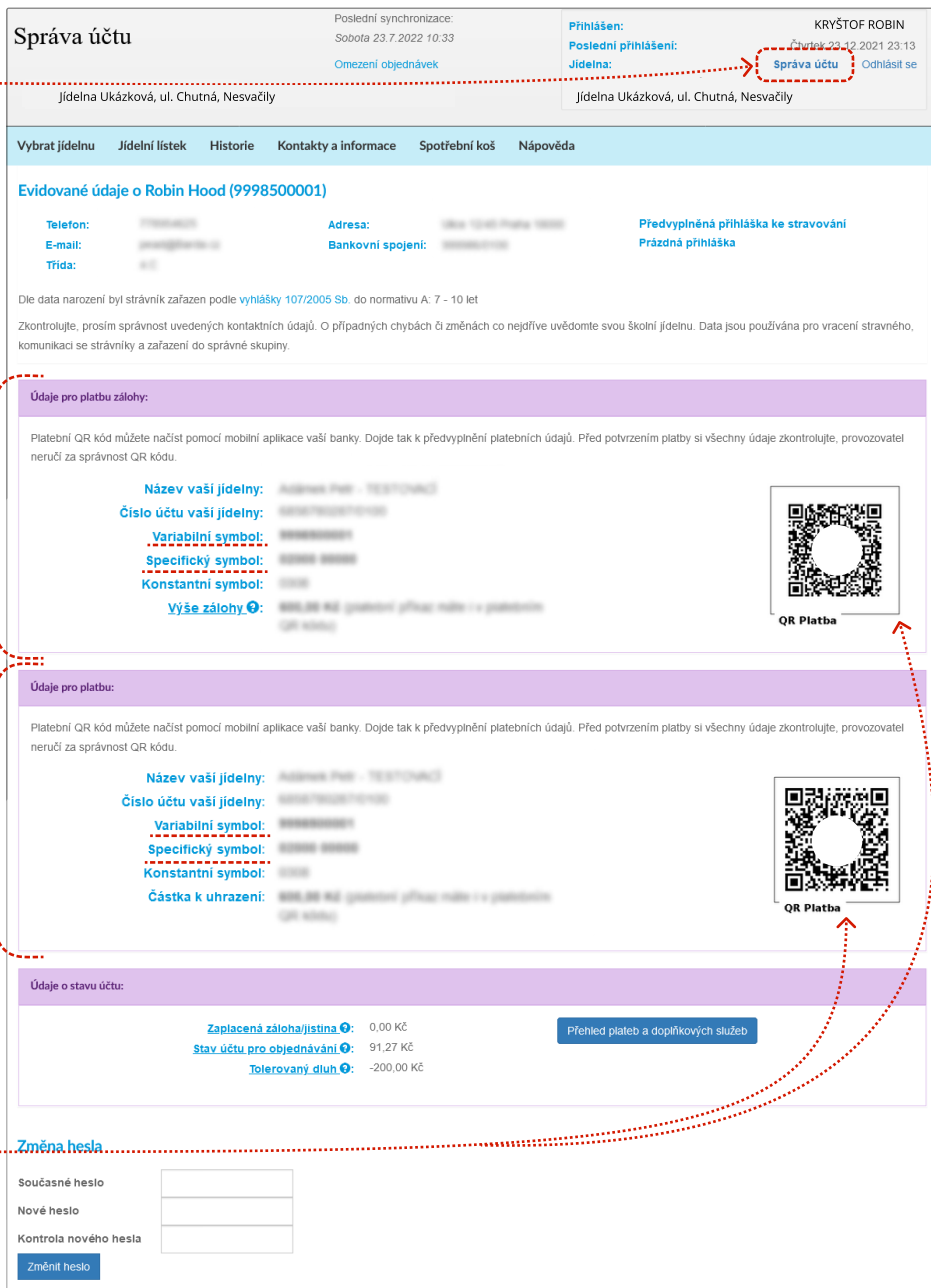 Správa účtu
Poslední synchronizace:
Sobota 23.7.2022 10:33
Omezení objednávek
Přihlášen: KRYŠTOF ROBIN
Poslední přihlášení: Čtvrtek 23.12.2021 23:13
Jídelna: Správa účtu Odhlásit se
Jídelna Ukázková, ul. Chutná, Nesvačily
Jídelna Ukázková, ul. Chutná, Nesvačily
Vybrat jídelnu Jídelní lístek Historie Kontakty a informace Spotřební koš Nápověda
Evidované údaje o Robin Hood (9998500001)
Telefon: Adresa: Předvyplněná přihláška ke stravování
E-mail: Bankovní spojení: Prázdná přihláška
Třída:
Dle data narození byl strávník zařazen podle vyhlášky 107/2005 Sb. do normativu A: 7 - 10 let
Zkontrolujte, prosím správnost uvedených kontaktních údajů. O případných chybách či změnách co nejdříve uvědomte svou školní jídelnu. Data jsou používána pro vracení stravného,
komunikaci se strávníky a zařazení do správné skupiny.
Údaje pro platbu zálohy:
Platební QR kód můžete načíst pomocí mobilní aplikace vaší banky. Dojde tak k předvyplnění platebních údajů. Před potvrzením platby si všechny údaje zkontrolujte, provozovatel
neručí za správnost QR kódu.
Název vaší jídelny:
Číslo účtu vaší jídelny:
Variabilní symbol:
Specifický symbol:
Konstantní symbol:
Výše zálohy ?:
QR Platba
Údaje pro platbu:
Platební QR kód můžete načíst pomocí mobilní aplikace vaší banky. Dojde tak k předvyplnění platebních údajů. Před potvrzením platby si všechny údaje zkontrolujte, provozovatel
neručí za správnost QR kódu.
Název vaší jídelny:
Číslo účtu vaší jídelny:
Variabilní symbol:
Specifický symbol:
Konstantní symbol:
Částka k uhrazení:
QR Platba
Údaje o stavu účtu:
Zaplacená záloha/jistina ?: 0,00 Kč Přehled plateb a doplňkových služeb
Stav účtu pro objednávání ?: 91,27 Kč
Tolerovaný dluh ?: -200,00 Kč
Změna hesla
Současné heslo
Nové heslo
Kontrola nového hesla
Změnit heslo